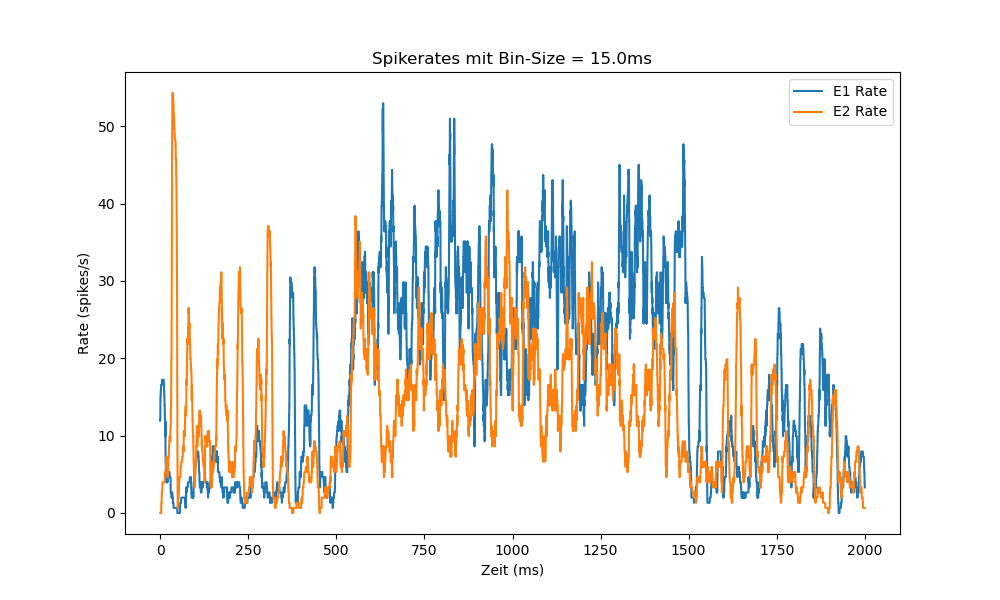 Spikerates mit Bin-Size = 15.0ms
E1 Rate
E2 Rate
Rate (spikes/s)
50
40
30
20
10
0
0 250 500 750 1000 1250 1500 1750 2000
Zeit (ms)